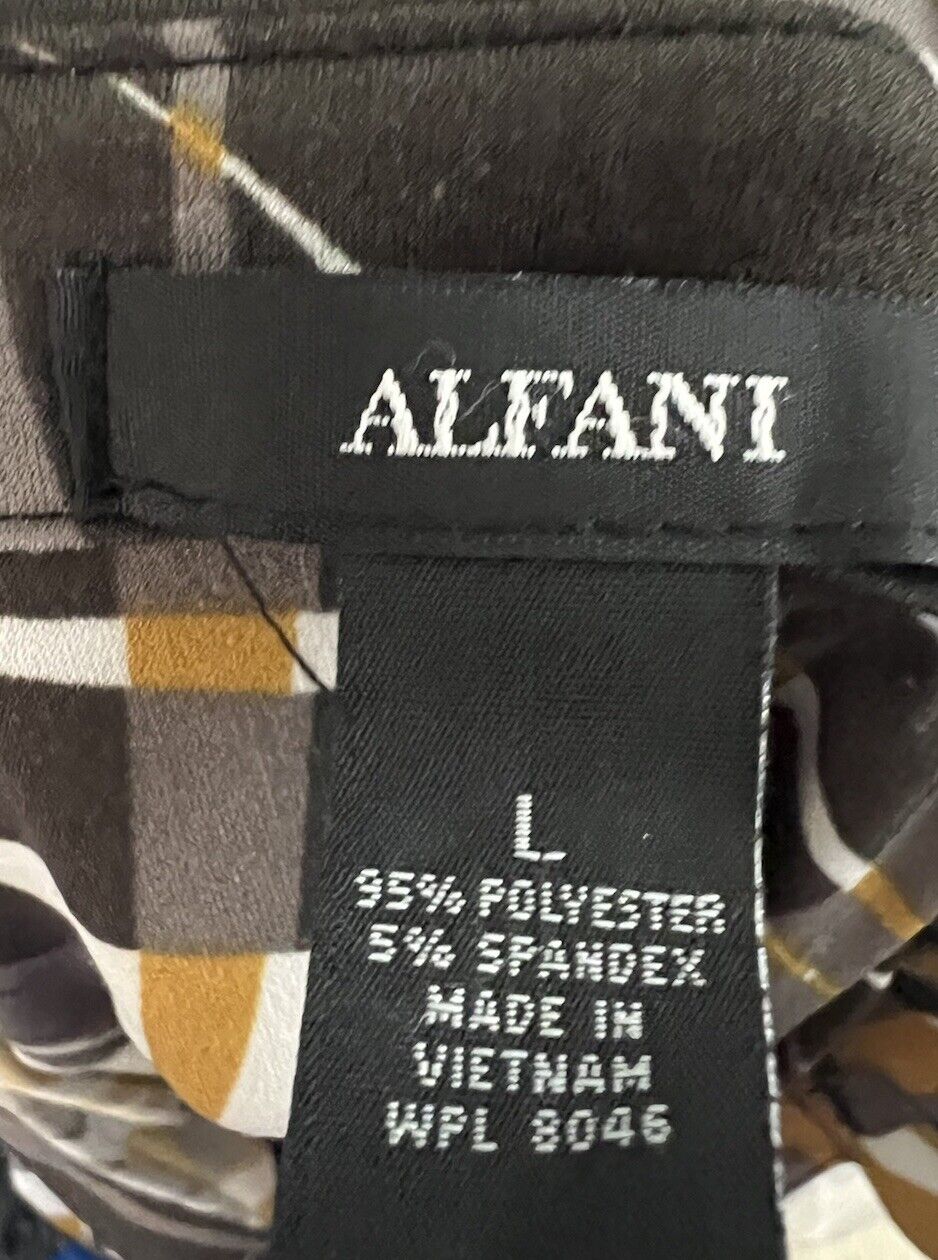 ALFANI
L
95% POLYESTER
5% SPANDEX
MADE IN
VIETNAM
WPL 8046